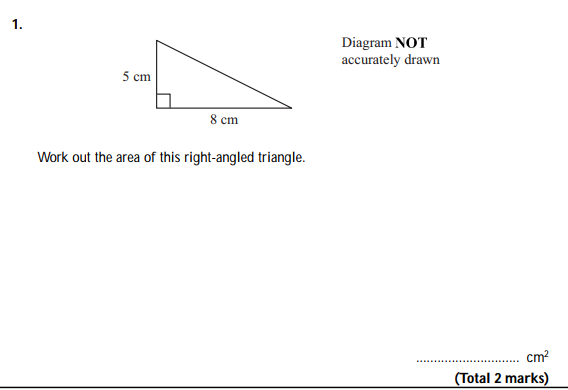 1.
Diagram NOT
accurately drawn
5 cm
8 cm
Work out the area of this right-angled triangle.
............................. cm²
(Total 2 marks)